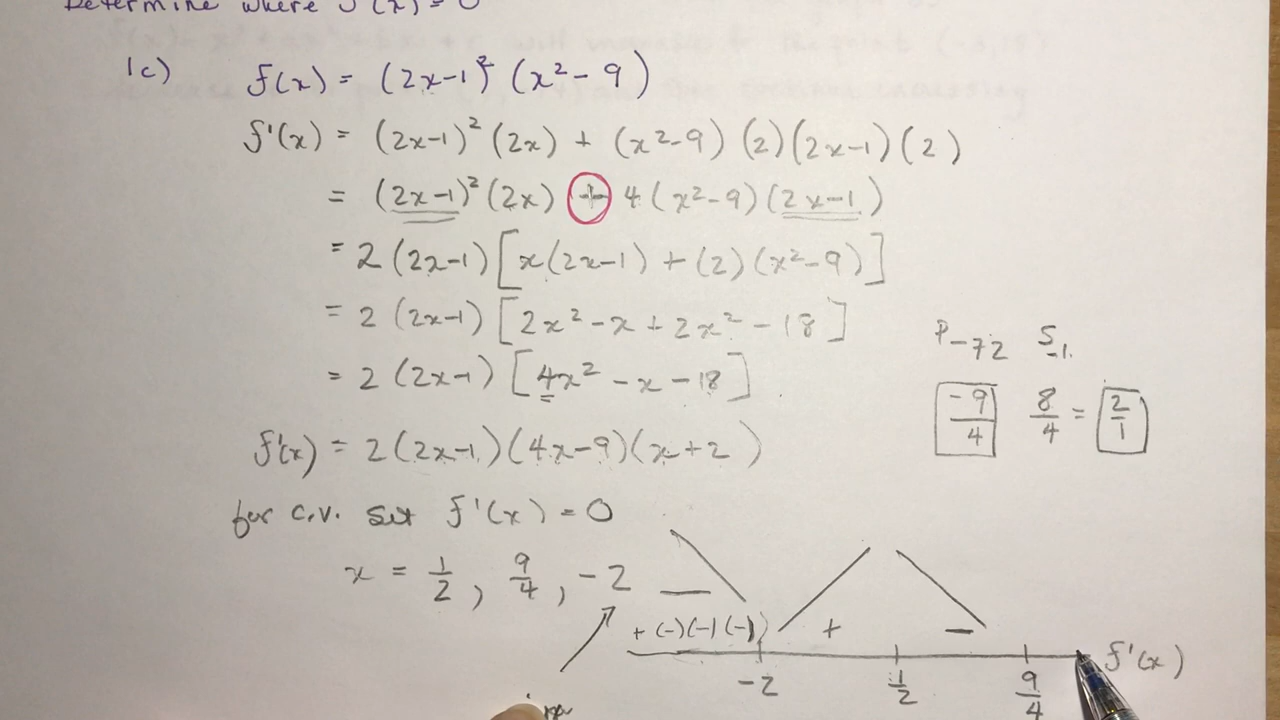 Determine where f'(x) = 0
1c) f(x) = (2x-1)² (x² - 9)
f'(x) = (2x-1)² (2x) + (x²-9) (2)(2x-1)(2)
= (2x-1)² (2x) + 4 (x²-9)(2x-1)
= 2 (2x-1) [x(2x-1) + (2)(x²-9)]
= 2 (2x-1) [2x² - x + 2x² - 18]
P -72 S -1.
= 2 (2x-1) [4x² - x - 18]
-9/4 8/4 = 2/1
f'(x) = 2(2x-1)(4x-9)(x+2)
for c.v. set f'(x) = 0
x = 1/2, 9/4, -2
—
+ (-)(-)(-) + —
-2 1/2 9/4 f'(x)